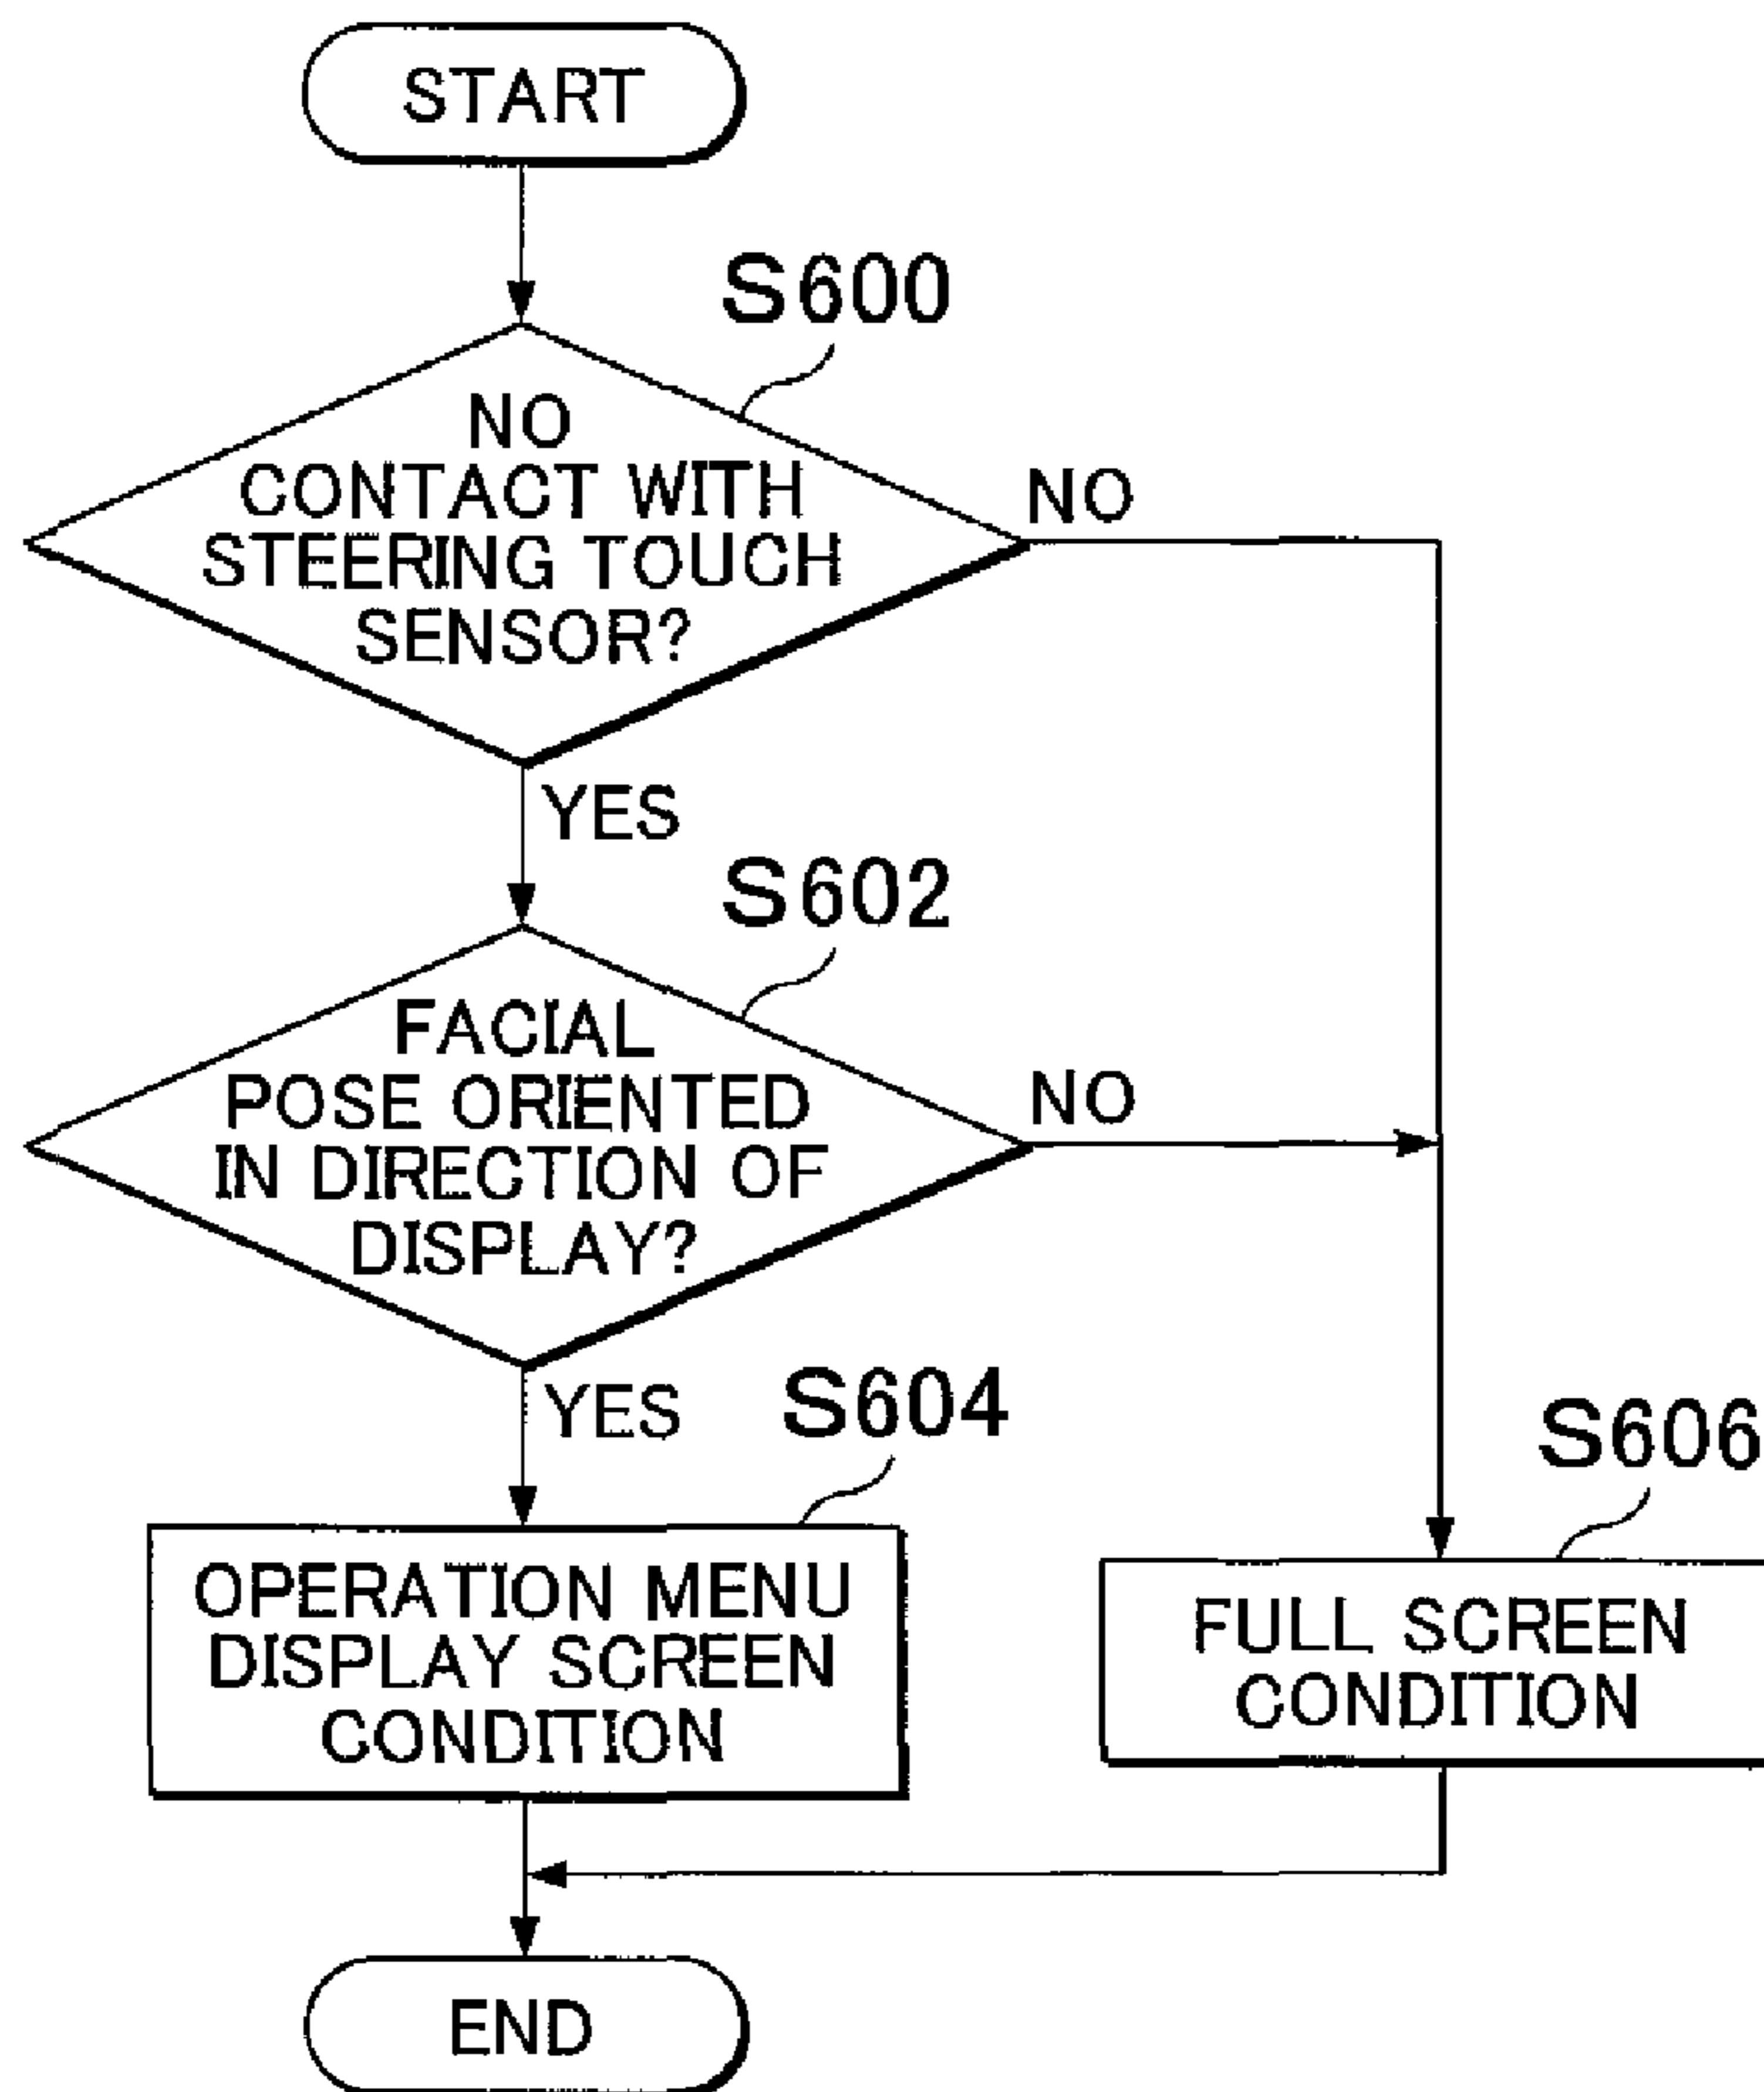 START
S600
NO
CONTACT WITH
STEERING TOUCH
SENSOR?
NO
YES
S602
FACIAL
POSE ORIENTED
IN DIRECTION OF
DISPLAY?
NO
YES
S604
OPERATION MENU
DISPLAY SCREEN
CONDITION
S606
FULL SCREEN
CONDITION
END